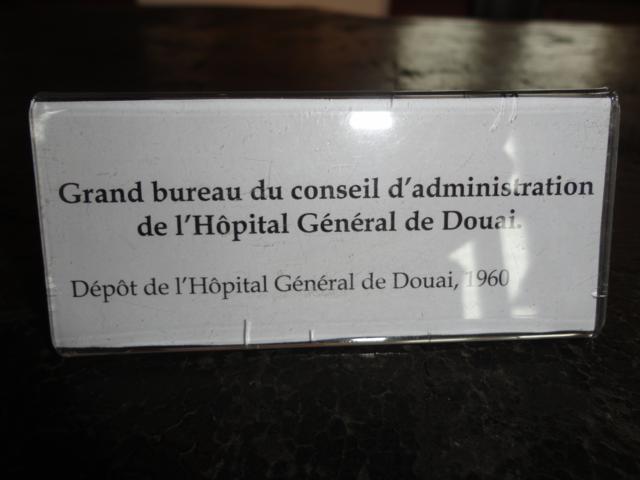 Grand bureau du conseil d'administration
de l'Hôpital Général de Douai.
Dépôt de l'Hôpital Général de Douai, 1960